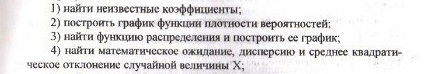 1) найти неизвестные коэффициенты;
2) построить график функции плотности вероятностей;
3) найти функцию распределения и построить ее график;
4) найти математическое ожидание, дисперсию и среднее квадрати-
ческое отклонение случайной величины X;